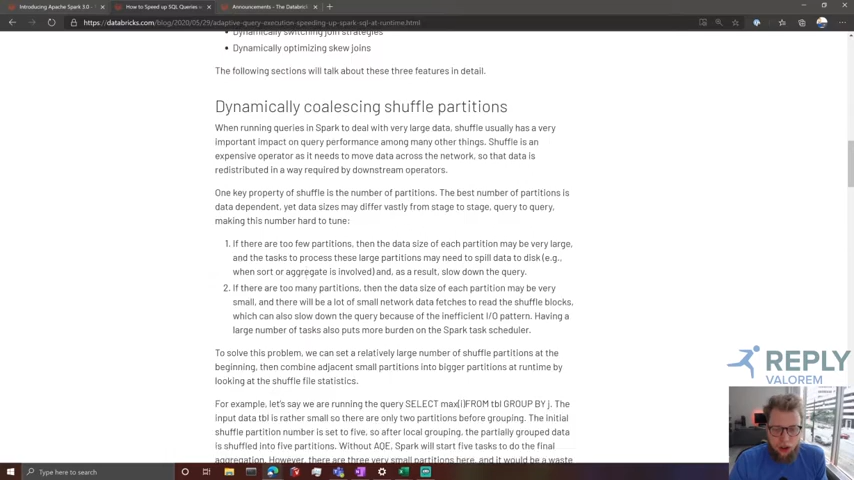 Introducing Apache Spark 3.0 -
How to Speed up SQL Queries w
Announcements - The Databrick
https://databricks.com/blog/2020/05/29/adaptive-query-execution-speeding-up-spark-sql-at-runtime.html
Dynamically switching join strategies
Dynamically optimizing skew joins
The following sections will talk about these three features in detail.
Dynamically coalescing shuffle partitions
When running queries in Spark to deal with very large data, shuffle usually has a very
important impact on query performance among many other things. Shuffle is an
expensive operator as it needs to move data across the network, so that data is
redistributed in a way required by downstream operators.
One key property of shuffle is the number of partitions. The best number of partitions is
data dependent, yet data sizes may differ vastly from stage to stage, query to query,
making this number hard to tune:
1. If there are too few partitions, then the data size of each partition may be very large,
and the tasks to process these large partitions may need to spill data to disk (e.g.,
when sort or aggregate is involved) and, as a result, slow down the query.
2. If there are too many partitions, then the data size of each partition may be very
small, and there will be a lot of small network data fetches to read the shuffle blocks,
which can also slow down the query because of the inefficient I/O pattern. Having a
large number of tasks also puts more burden on the Spark task scheduler.
To solve this problem, we can set a relatively large number of shuffle partitions at the
beginning, then combine adjacent small partitions into bigger partitions at runtime by
looking at the shuffle file statistics.
For example, let's say we are running the query SELECT max(i)FROM tbl GROUP BY j. The
input data tbl is rather small so there are only two partitions before grouping. The initial
shuffle partition number is set to five, so after local grouping, the partially grouped data
is shuffled into five partitions. Without AQE, Spark will start five tasks to do the final
aggregation. However, there are three very small partitions here, and it would be a waste
REPLY
VALOREM
Type here to search